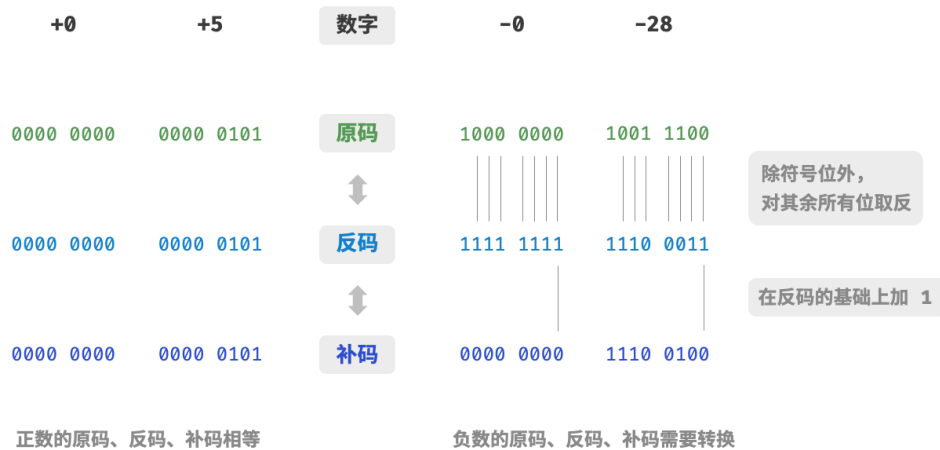 +0 +5 数字 -0 -28
0000 0000 0000 0101 原码 1000 0000 1001 1100
除符号位外，
对其余所有位取反
0000 0000 0000 0101 反码 1111 1111 1110 0011
在反码的基础上加 1
0000 0000 0000 0101 补码 0000 0000 1110 0100
正数的原码、反码、补码相等 负数的原码、反码、补码需要转换